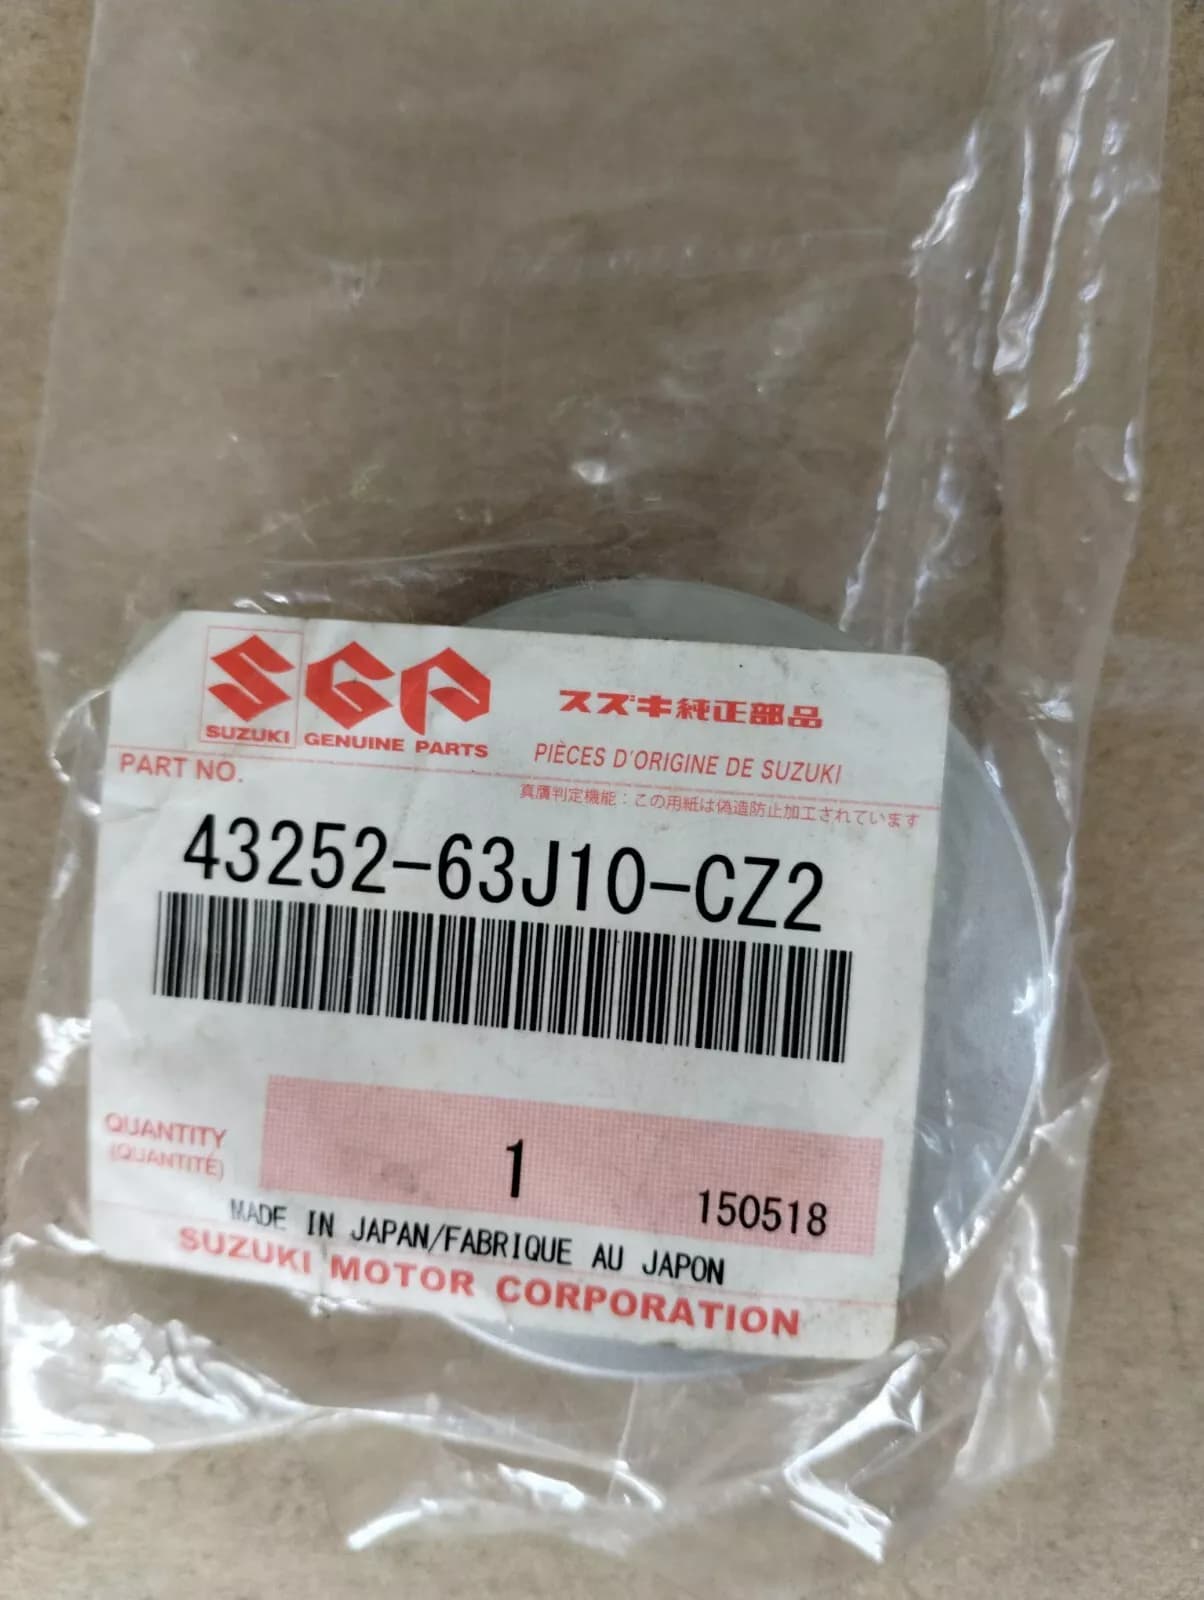 SUZUKI GENUINE PARTS
スズキ純正部品
PIÈCES D'ORIGINE DE SUZUKI
PART NO.
真贋判定機能:この用紙は偽造防止加工されています
43252-63J10-CZ2
QUANTITY
(QUANTITÉ)
1
150518
MADE IN JAPAN/FABRIQUE AU JAPON
SUZUKI MOTOR CORPORATION